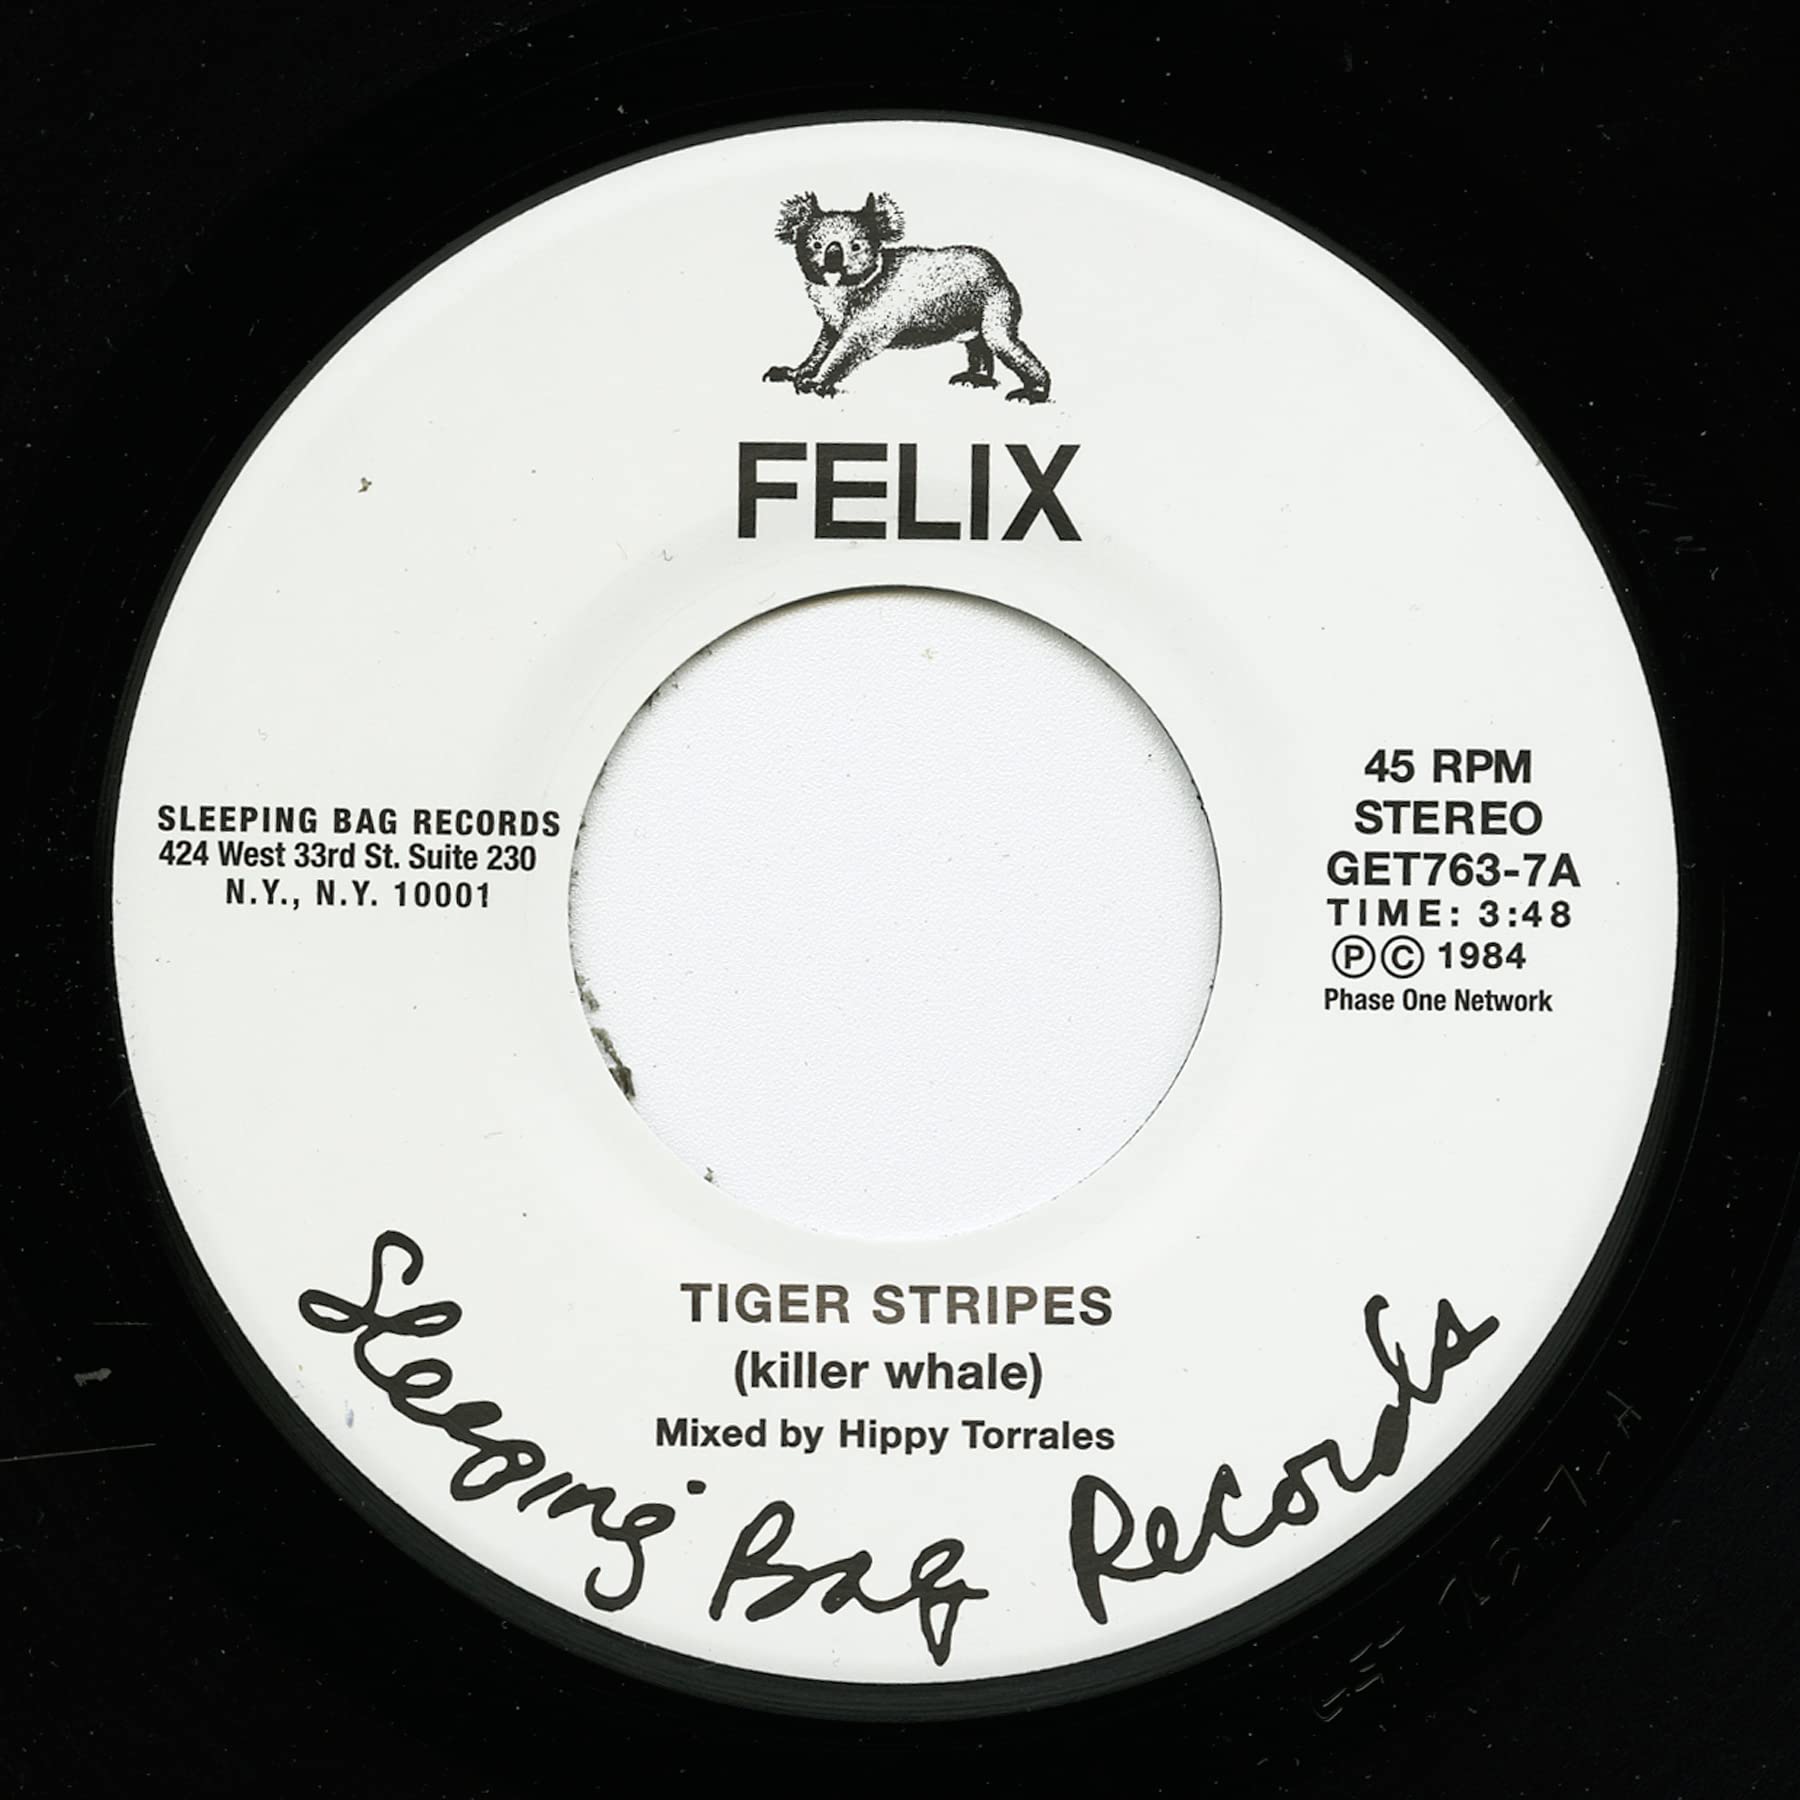 FELIX
SLEEPING BAG RECORDS
424 West 33rd St. Suite 230
N.Y., N.Y. 10001
45 RPM
STEREO
GET763-7A
TIME: 3:48
ⓅⒸ 1984
Phase One Network
TIGER STRIPES
(killer whale)
Mixed by Hippy Torrales
Sleeping Bag Records